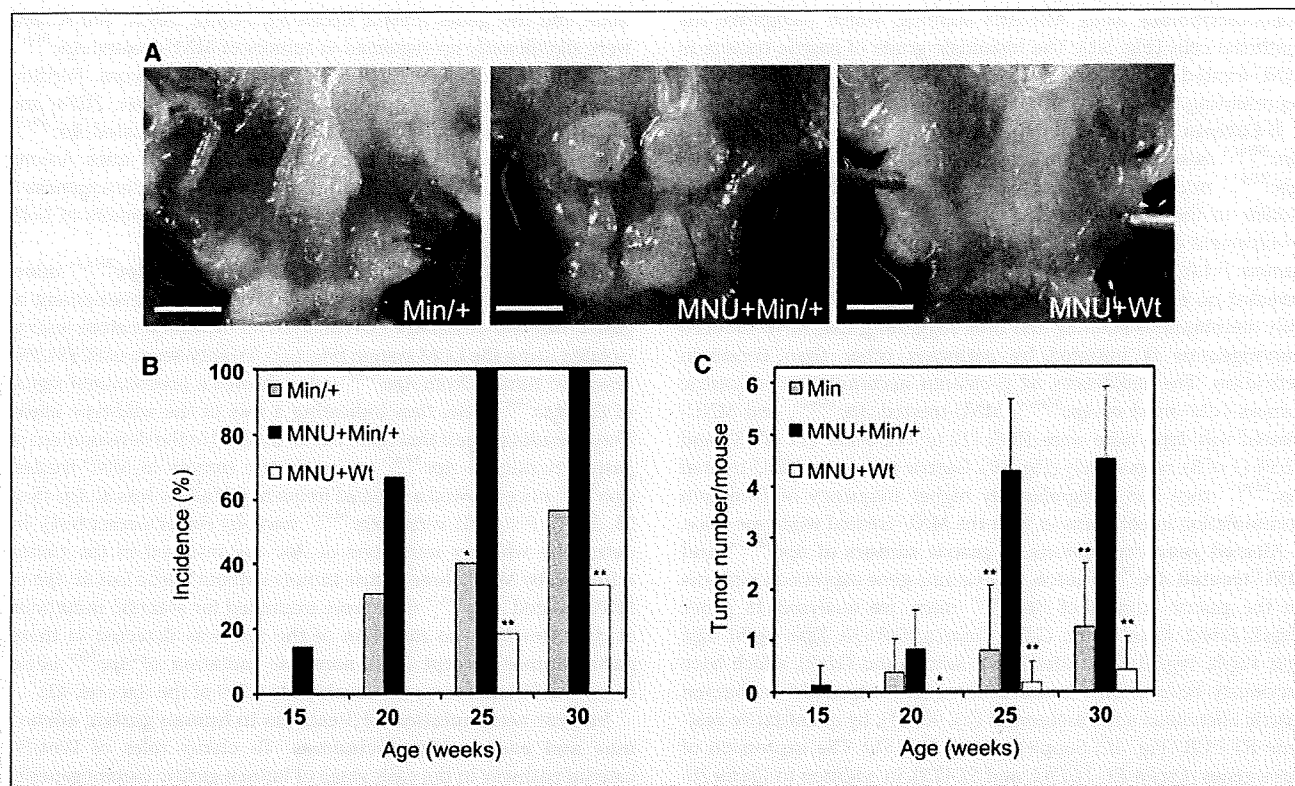 A
Min/+
MNU+Min/+
MNU+Wt
B
100
80
60
40
20
0
Incidence (%)
Min/+
MNU+Min/+
MNU+Wt
*
**
**
15 20 25 30
Age (weeks)
C
6
5
4
3
2
1
0
Tumor number/mouse
Min
MNU+Min/+
MNU+Wt
*
**
**
**
**
15 20 25 30
Age (weeks)